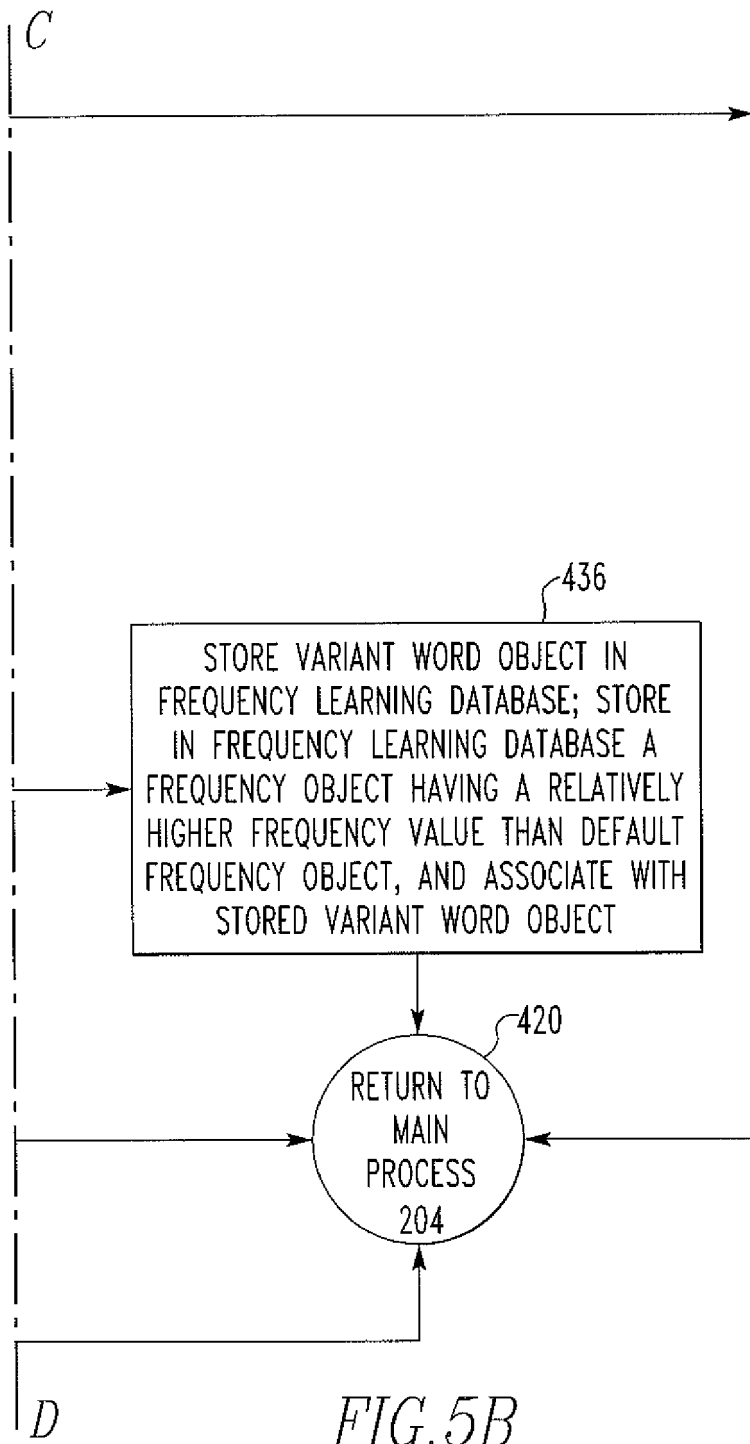 C
436
STORE VARIANT WORD OBJECT IN
FREQUENCY LEARNING DATABASE; STORE
IN FREQUENCY LEARNING DATABASE A
FREQUENCY OBJECT HAVING A RELATIVELY
HIGHER FREQUENCY VALUE THAN DEFAULT
FREQUENCY OBJECT, AND ASSOCIATE WITH
STORED VARIANT WORD OBJECT
420
RETURN TO
MAIN
PROCESS
204
D
FIG.5B